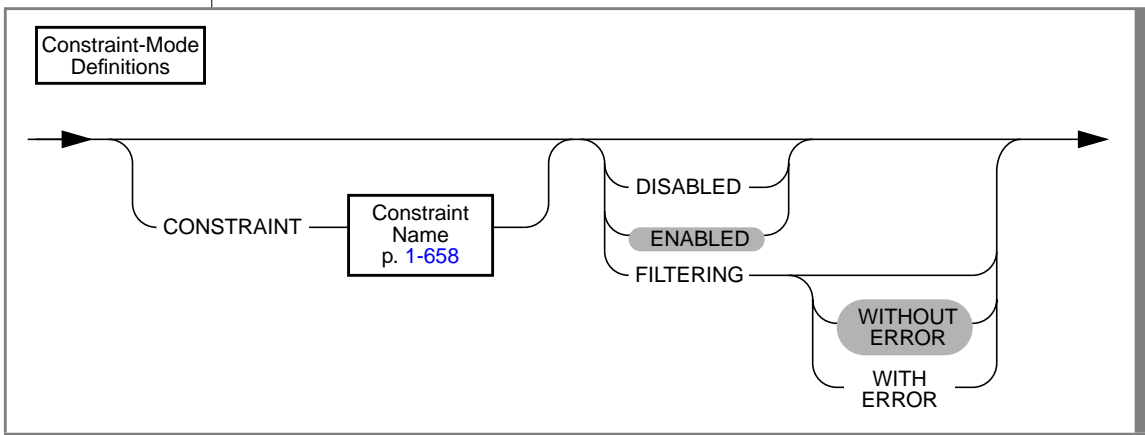 Constraint-Mode
Definitions
DISABLED
CONSTRAINT
Constraint
Name
p. 1-658
ENABLED
FILTERING
WITHOUT
ERROR
WITH
ERROR